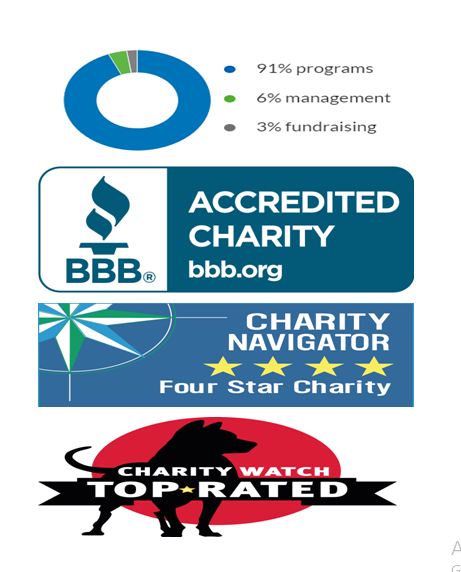 91% programs
6% management
3% fundraising
ACCREDITED
CHARITY
BBB®
bbb.org
CHARITY
NAVIGATOR
Four Star Charity
CHARITY WATCH
TOP RATED